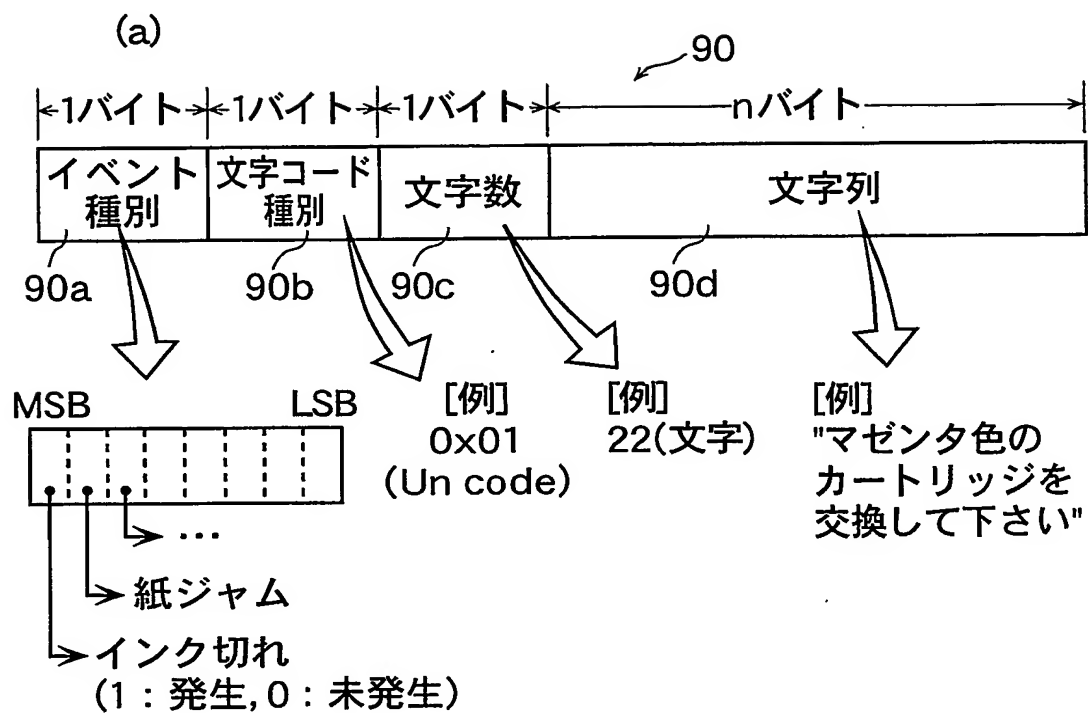 (a)
90
1バイト 1バイト 1バイト nバイト
イベント 文字コード 文字数 文字列
種別 種別
90a 90b 90c 90d
MSB LSB [例] [例] [例]
0x01 22(文字) "マゼンタ色の
(Un code) カートリッジを
交換して下さい"
…
紙ジャム
インク切れ
(1:発生,0:未発生)